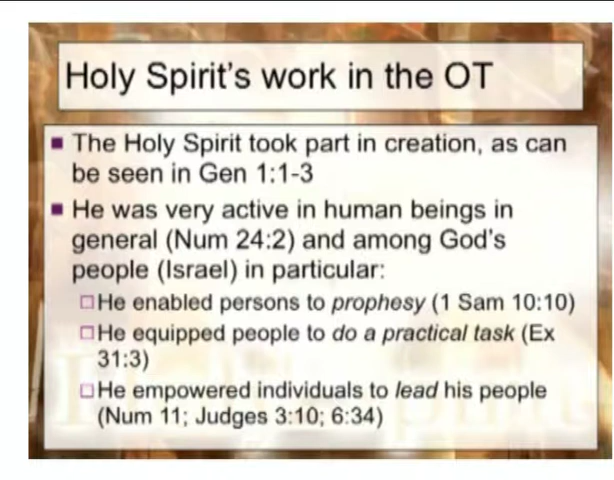 Holy Spirit's work in the OT
The Holy Spirit took part in creation, as can
be seen in Gen 1:1-3
He was very active in human beings in
general (Num 24:2) and among God's
people (Israel) in particular:
He enabled persons to prophesy (1 Sam 10:10)
He equipped people to do a practical task (Ex
31:3)
He empowered individuals to lead his people
(Num 11; Judges 3:10; 6:34)